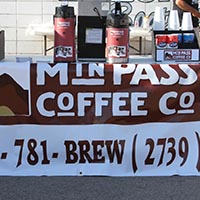 MTN PASS
COFFEE CO
- 781- BREW ( 2739 )